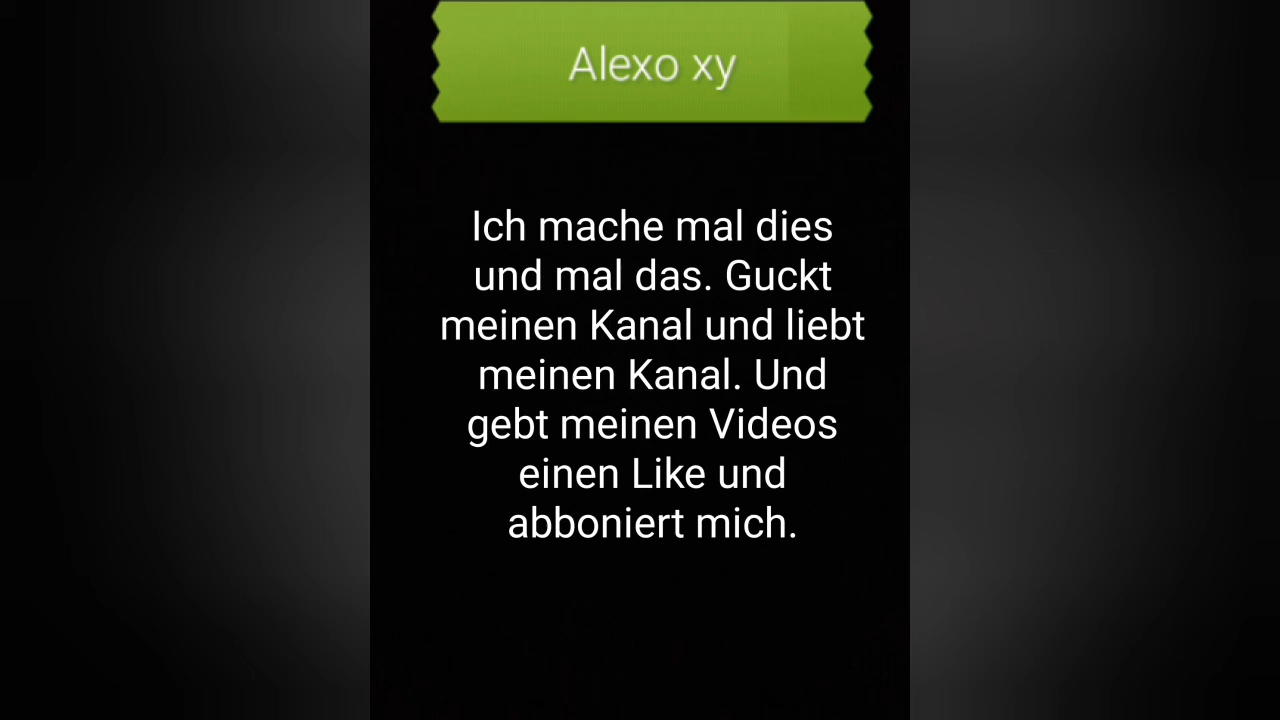 Alexo xy
Ich mache mal dies
und mal das. Guckt
meinen Kanal und liebt
meinen Kanal. Und
gebt meinen Videos
einen Like und
abboniert mich.